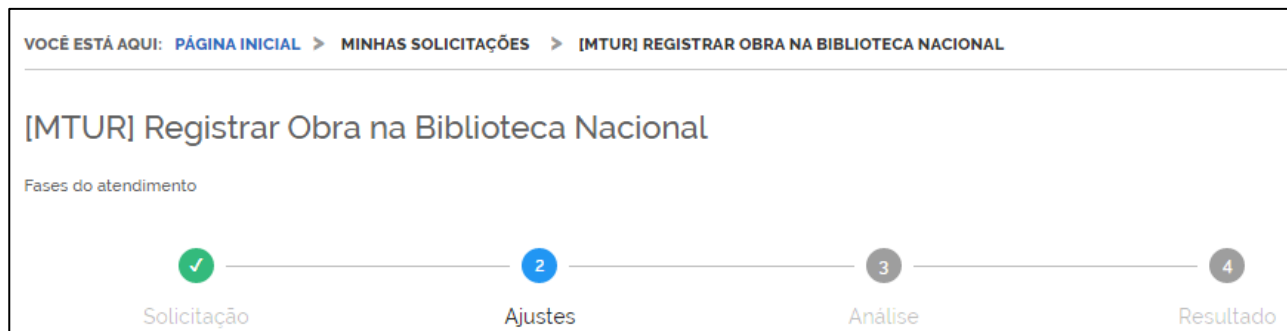 VOCÊ ESTÁ AQUI: PÁGINA INICIAL > MINHAS SOLICITAÇÕES > [MTUR] REGISTRAR OBRA NA BIBLIOTECA NACIONAL
[MTUR] Registrar Obra na Biblioteca Nacional
Fases do atendimento
✓ 2 3 4
Solicitação Ajustes Análise Resultado